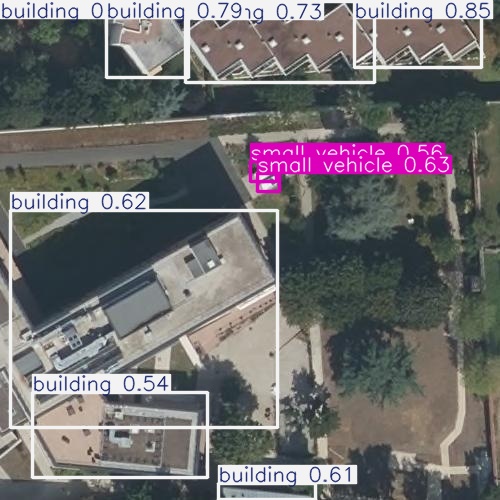 building 0
building 0.79
ng 0.73
building 0.85
small vehicle 0.56
small vehicle 0.63
building 0.62
building 0.54
building 0.61